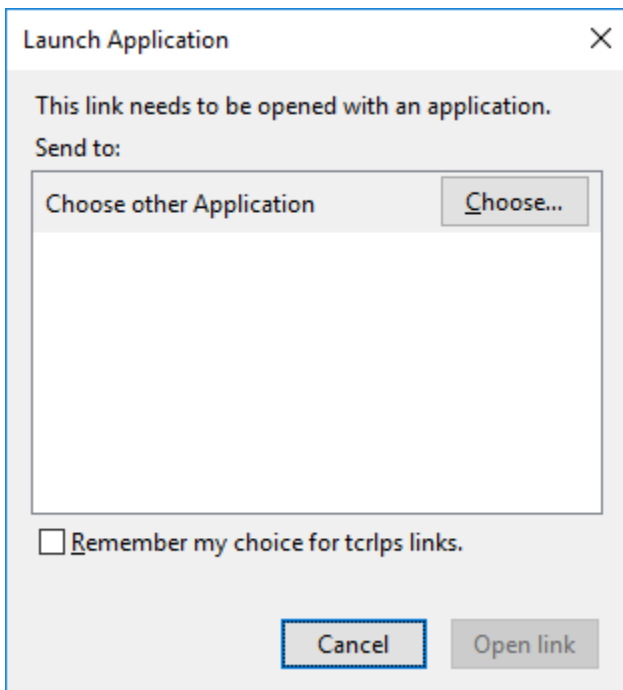 Launch Application
This link needs to be opened with an application.
Send to:
Choose other Application
Choose...
Remember my choice for tcrlps links.
Cancel
Open link